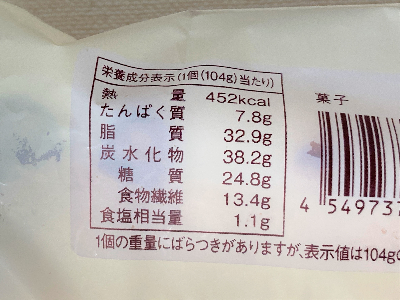 栄養成分表示(1個(104g)当たり)
熱量 452kcal
たんぱく質 7.8g
脂質 32.9g
炭水化物 38.2g
糖質 24.8g
食物繊維 13.4g
食塩相当量 1.1g
1個の重量にばらつきがありますが、表示値は104gの
菓子
4 549737